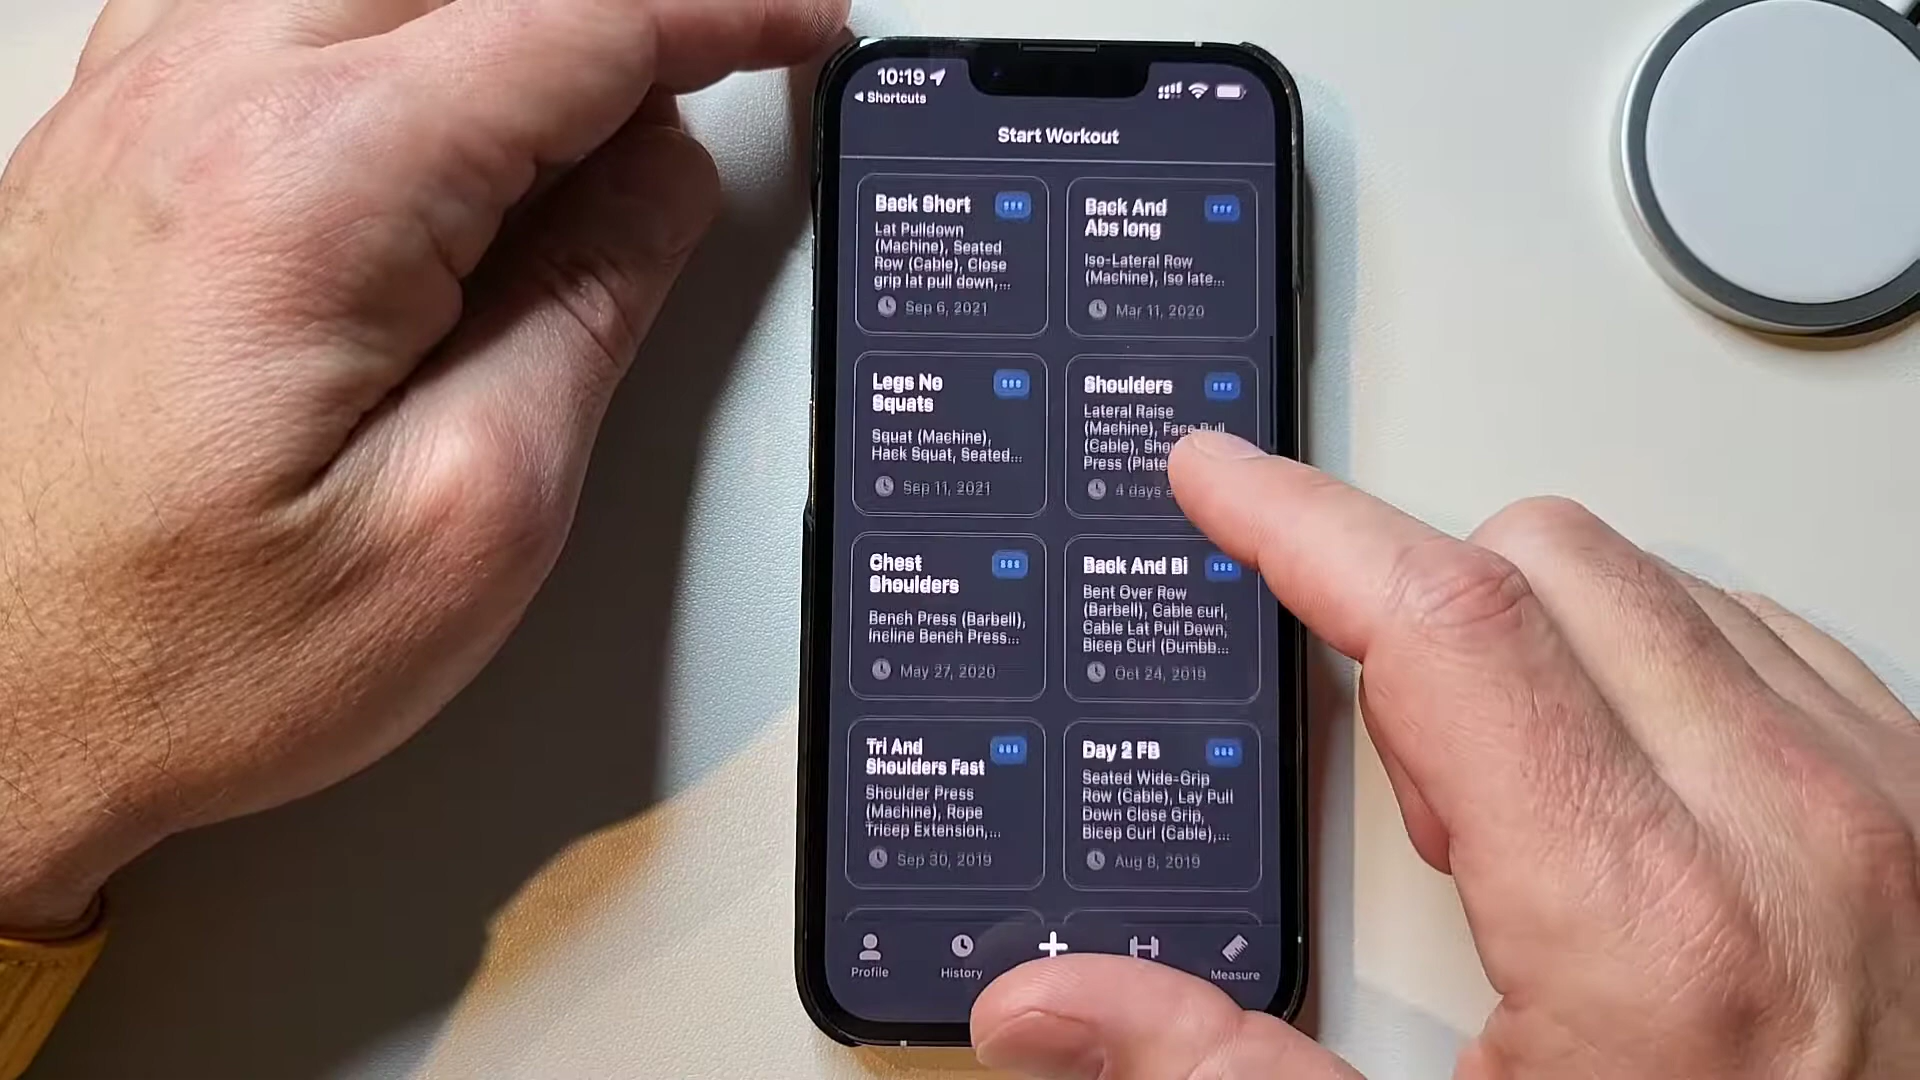 10:19
Shortcuts
Start Workout
Back Short
Lat Pulldown
(Machine), Seated
Row (Cable), Close
grip lat pull down,...
Sep 6, 2021
Back And
Abs long
Iso-Lateral Row
(Machine), Iso late...
Mar 11, 2020
Legs No
Squats
Squat (Machine),
Hack Squat, Seated...
Sep 11, 2021
Shoulders
Lateral Raise
(Machine), Face Pull
(Cable),
Press
4 days
Chest
Shoulders
Bench Press (Barbell),
Incline Bench Press...
May 27, 2020
Back And Bi
Bent Over Row
(Barbell), Cable curl,
Cable Lat Pull Down,
Bicep Curl (Dumbb...
Oct 24, 2019
Tri And
Shoulders Fast
Shoulder Press
(Machine), Rope
Tricep Extension,...
Sep 30, 2019
Day 2 FB
Seated Wide-Grip
Row (Cable), Lay Pull
Down Close Grip,
Bicep Curl (Cable),...
Aug 8, 2019
Profile
History
Measure